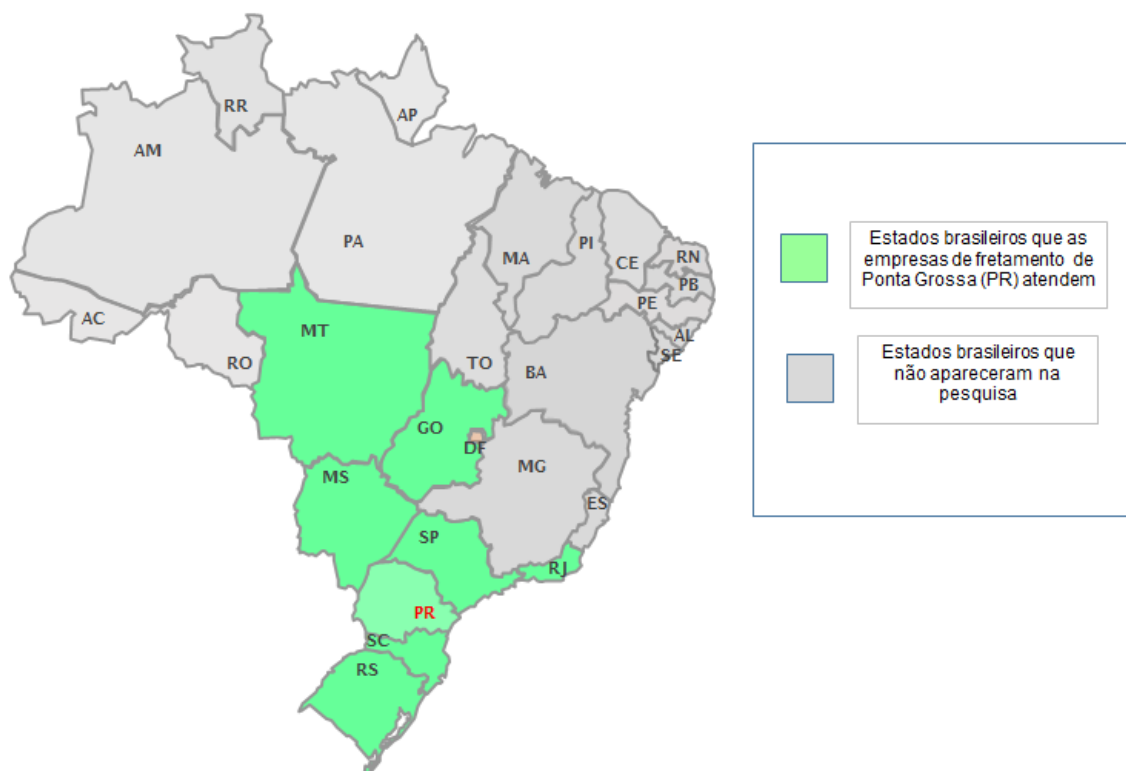 RR
AP
AM
PA
MA
PI
CE
RN
PB
PE
AL
SE
AC
RO
MT
TO
BA
GO
DF
MS
MG
ES
SP
RJ
PR
SC
RS
Estados brasileiros que as
empresas de fretamento de
Ponta Grossa (PR) atendem
Estados brasileiros que
não apareceram na
pesquisa